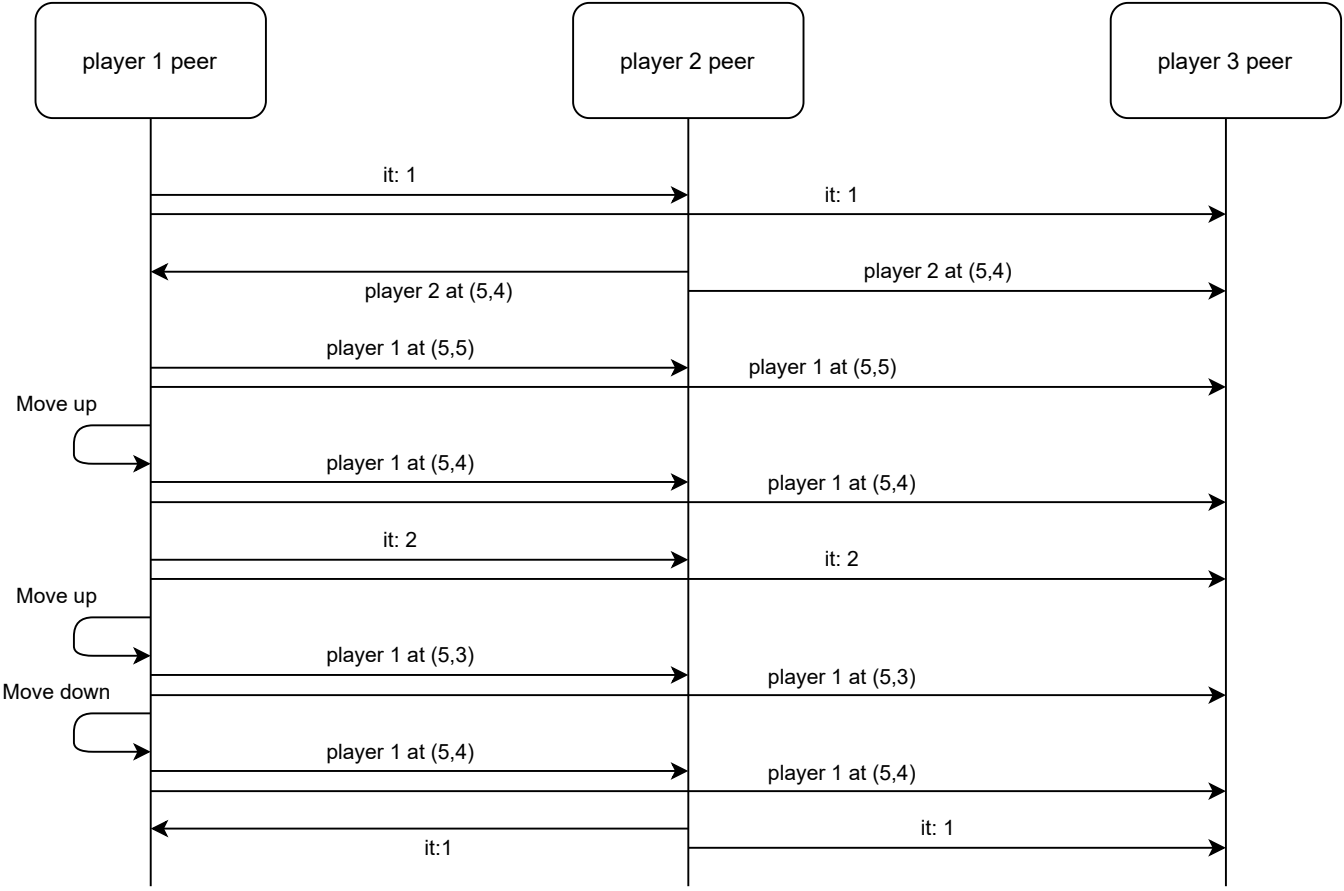 player 1 peer
player 2 peer
player 3 peer
it: 1
it: 1
player 2 at (5,4)
player 2 at (5,4)
player 1 at (5,5)
player 1 at (5,5)
Move up
player 1 at (5,4)
player 1 at (5,4)
it: 2
it: 2
Move up
player 1 at (5,3)
player 1 at (5,3)
Move down
player 1 at (5,4)
player 1 at (5,4)
it: 1
it:1